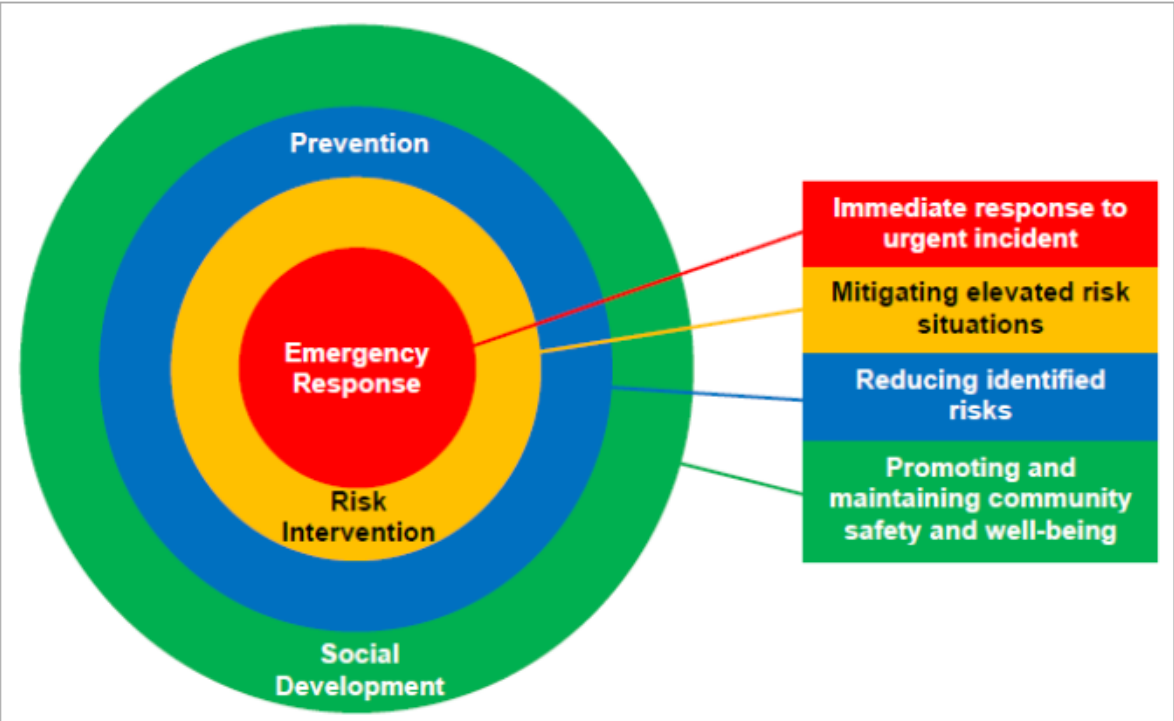 Prevention
Emergency
Response
Risk
Intervention
Social
Development
Immediate response to
urgent incident
Mitigating elevated risk
situations
Reducing identified
risks
Promoting and
maintaining community
safety and well-being